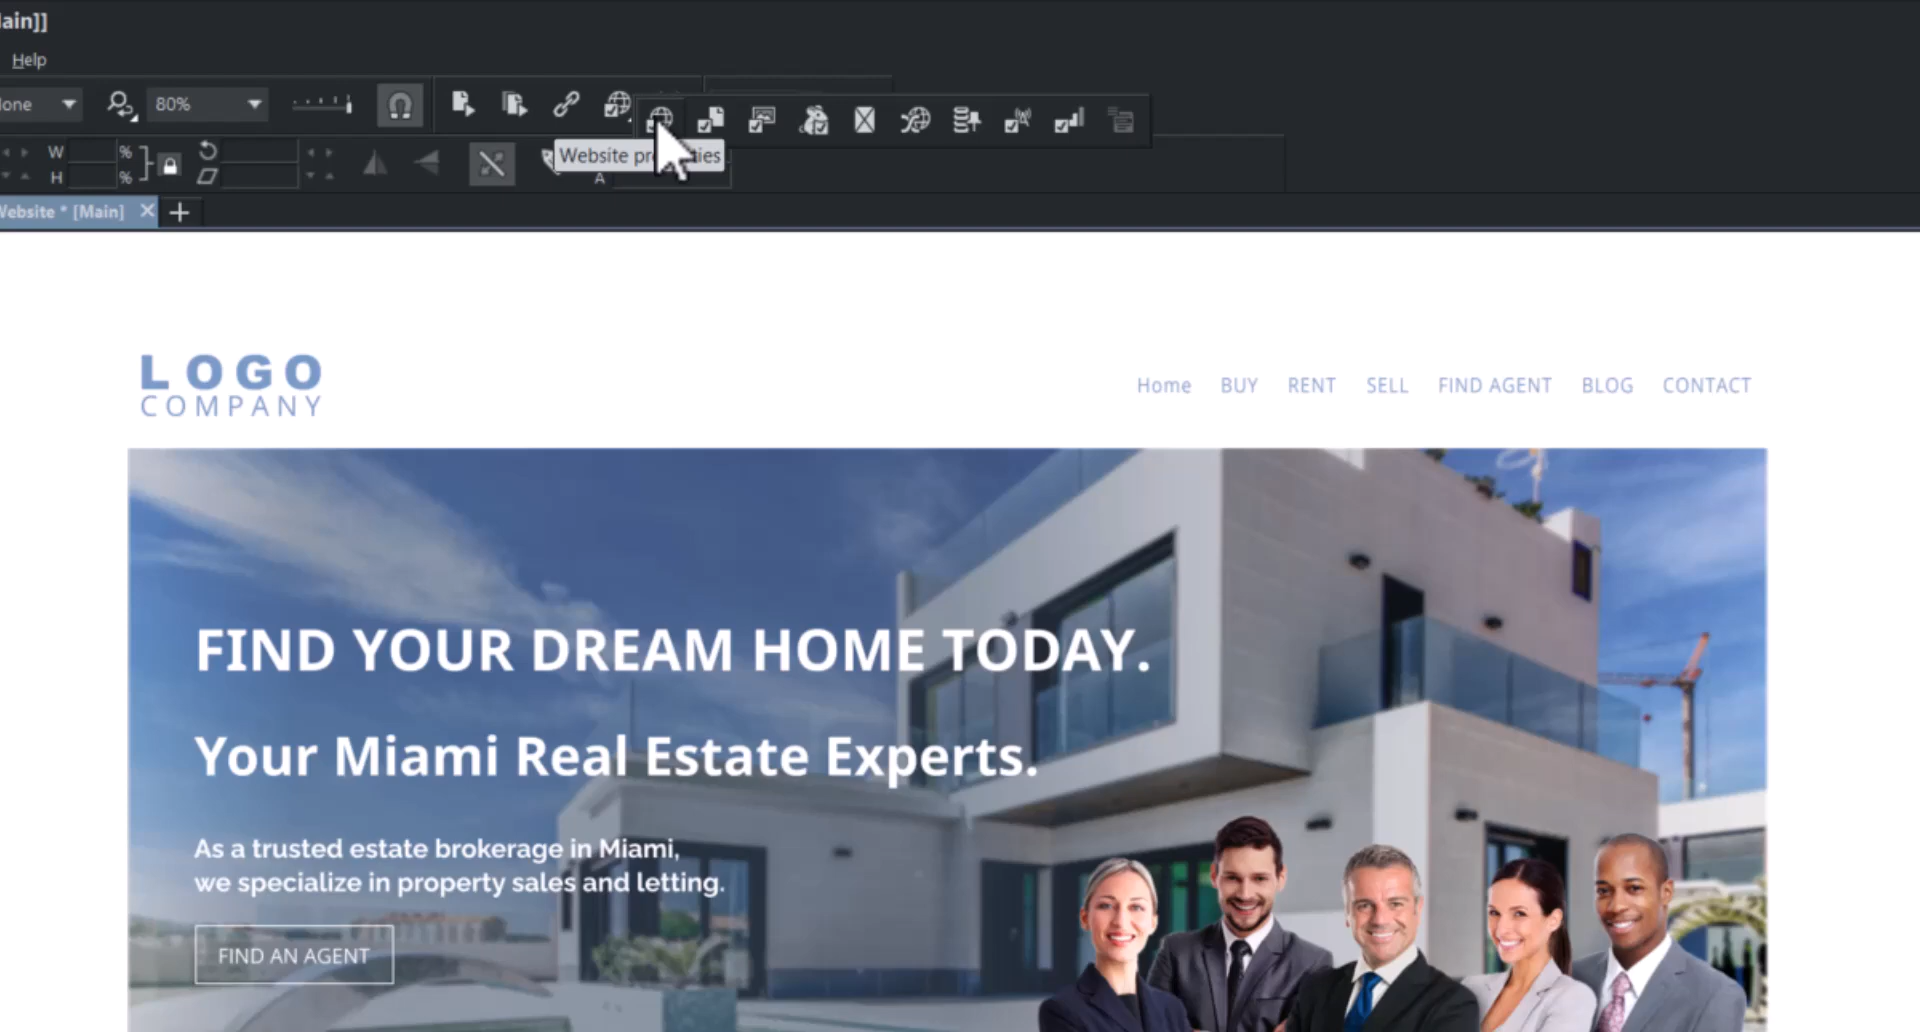 ain]]
Help
lone
80%
W
%
H
%
Website pr
ties
A
Website * [Main]
LOGO
COMPANY
Home BUY RENT SELL FIND AGENT BLOG CONTACT
FIND YOUR DREAM HOME TODAY.
Your Miami Real Estate Experts.
As a trusted estate brokerage in Miami,
we specialize in property sales and letting.
FIND AN AGENT